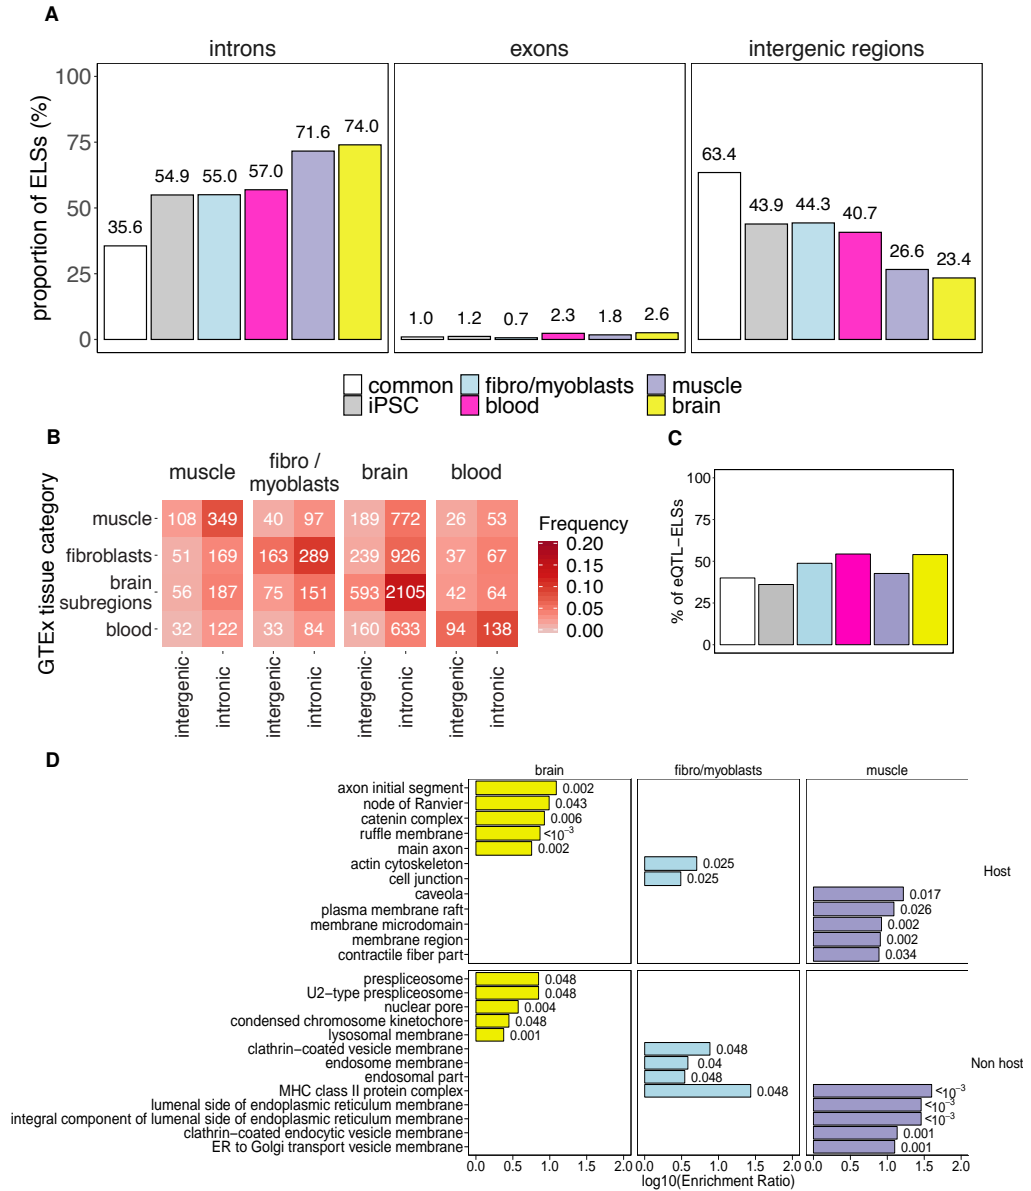 A
introns exons intergenic regions
proportion of ELSs (%)
100
75
50
25
0
35.6 54.9 55.0 57.0 71.6 74.0
1.0 1.2 0.7 2.3 1.8 2.6
63.4 43.9 44.3 40.7 26.6 23.4
common fibro/myoblasts muscle
iPSC blood brain
B
GTEx tissue category
muscle fibro / myoblasts brain blood
muscle 108 349 40 97 189 772 26 53
fibroblasts 51 169 163 289 239 926 37 67
brain subregions 56 187 75 151 593 2105 42 64
blood 32 122 33 84 160 633 94 138
intergenic intronic intergenic intronic intergenic intronic intergenic intronic
Frequency
0.20
0.15
0.10
0.05
0.00
C
% of eQTL−ELSs
100
75
50
25
0
D
brain fibro/myoblasts muscle
axon initial segment 0.002
node of Ranvier 0.043
catenin complex 0.006
ruffle membrane <10⁻³
main axon 0.002
actin cytoskeleton 0.025
cell junction 0.025
caveola 0.017
plasma membrane raft 0.026
membrane microdomain 0.002
membrane region 0.002
contractile fiber part 0.034
Host
prespliceosome 0.048
U2−type prespliceosome 0.048
nuclear pore 0.004
condensed chromosome kinetochore 0.048
lysosomal membrane 0.001
clathrin−coated vesicle membrane 0.048
endosome membrane 0.04
endosomal part 0.048
MHC class II protein complex 0.048 <10⁻³
lumenal side of endoplasmic reticulum membrane <10⁻³
integral component of lumenal side of endoplasmic reticulum membrane <10⁻³
clathrin−coated endocytic vesicle membrane 0.001
ER to Golgi transport vesicle membrane 0.001
Non host
0.0 0.5 1.0 1.5 2.0 0.0 0.5 1.0 1.5 2.0 0.0 0.5 1.0 1.5 2.0
log10(Enrichment Ratio)